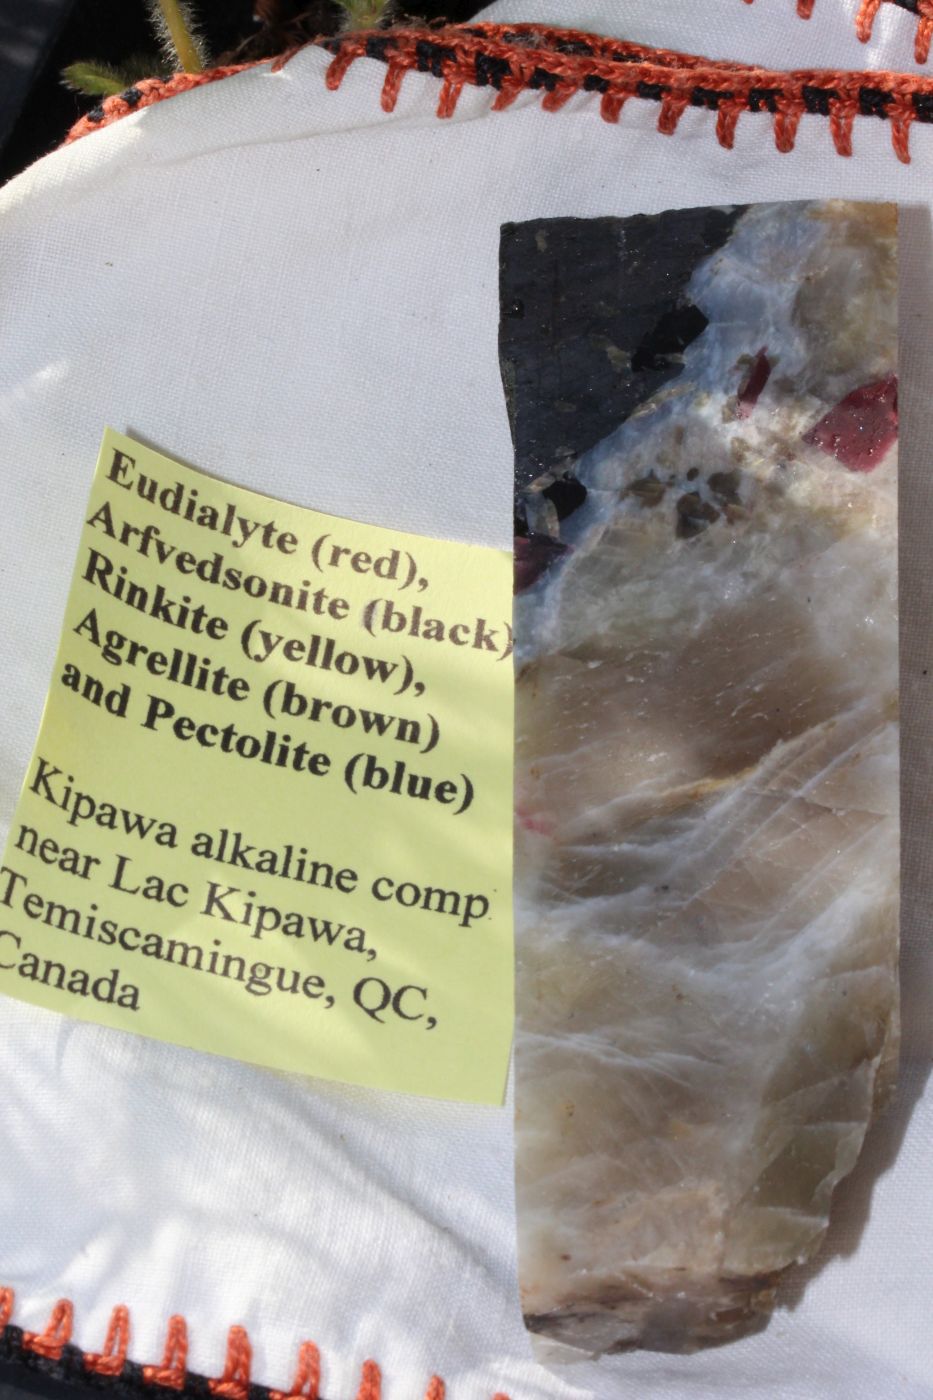 Eudialyte (red),
Arfvedsonite (black)
Rinkite (yellow),
Agrellite (brown)
and Pectolite (blue)
Kipawa alkaline comp
near Lac Kipawa,
Temiscamingue, QC,
Canada